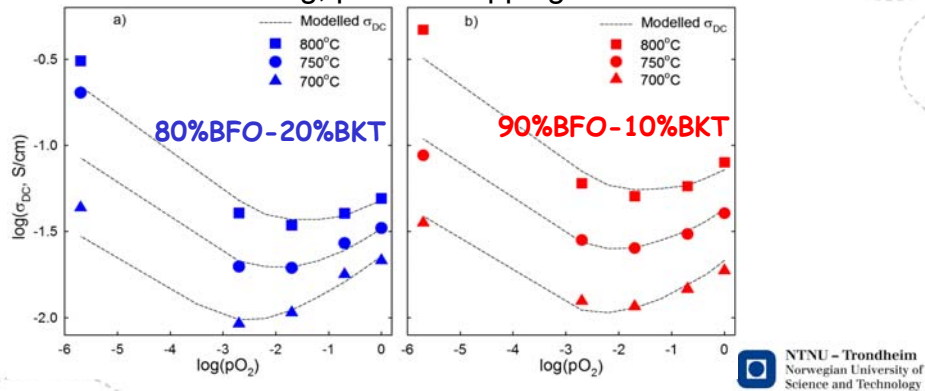 a)
Modelled σDC
800°C
750°C
700°C
80%BFO-20%BKT
b)
Modelled σDC
800°C
750°C
700°C
90%BFO-10%BKT
log(σDC, S/cm)
-0.5
-1.0
-1.5
-2.0
-6 -5 -4 -3 -2 -1 0
-6 -5 -4 -3 -2 -1 0
log(pO2)
log(pO2)
NTNU – Trondheim
Norwegian University of
Science and Technology